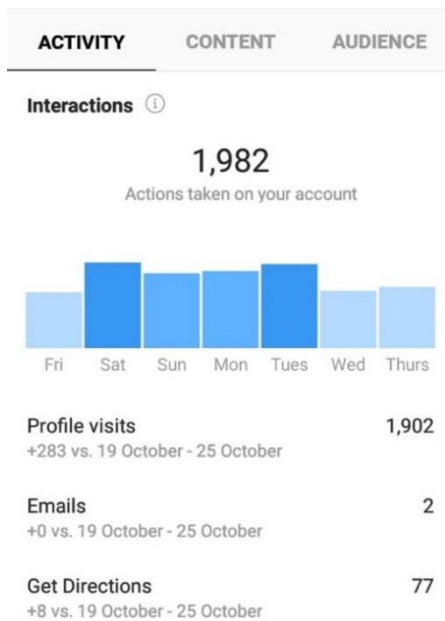 ACTIVITY CONTENT AUDIENCE
Interactions
1,982
Actions taken on your account
Fri Sat Sun Mon Tues Wed Thurs
Profile visits 1,902
+283 vs. 19 October - 25 October
Emails 2
+0 vs. 19 October - 25 October
Get Directions 77
+8 vs. 19 October - 25 October